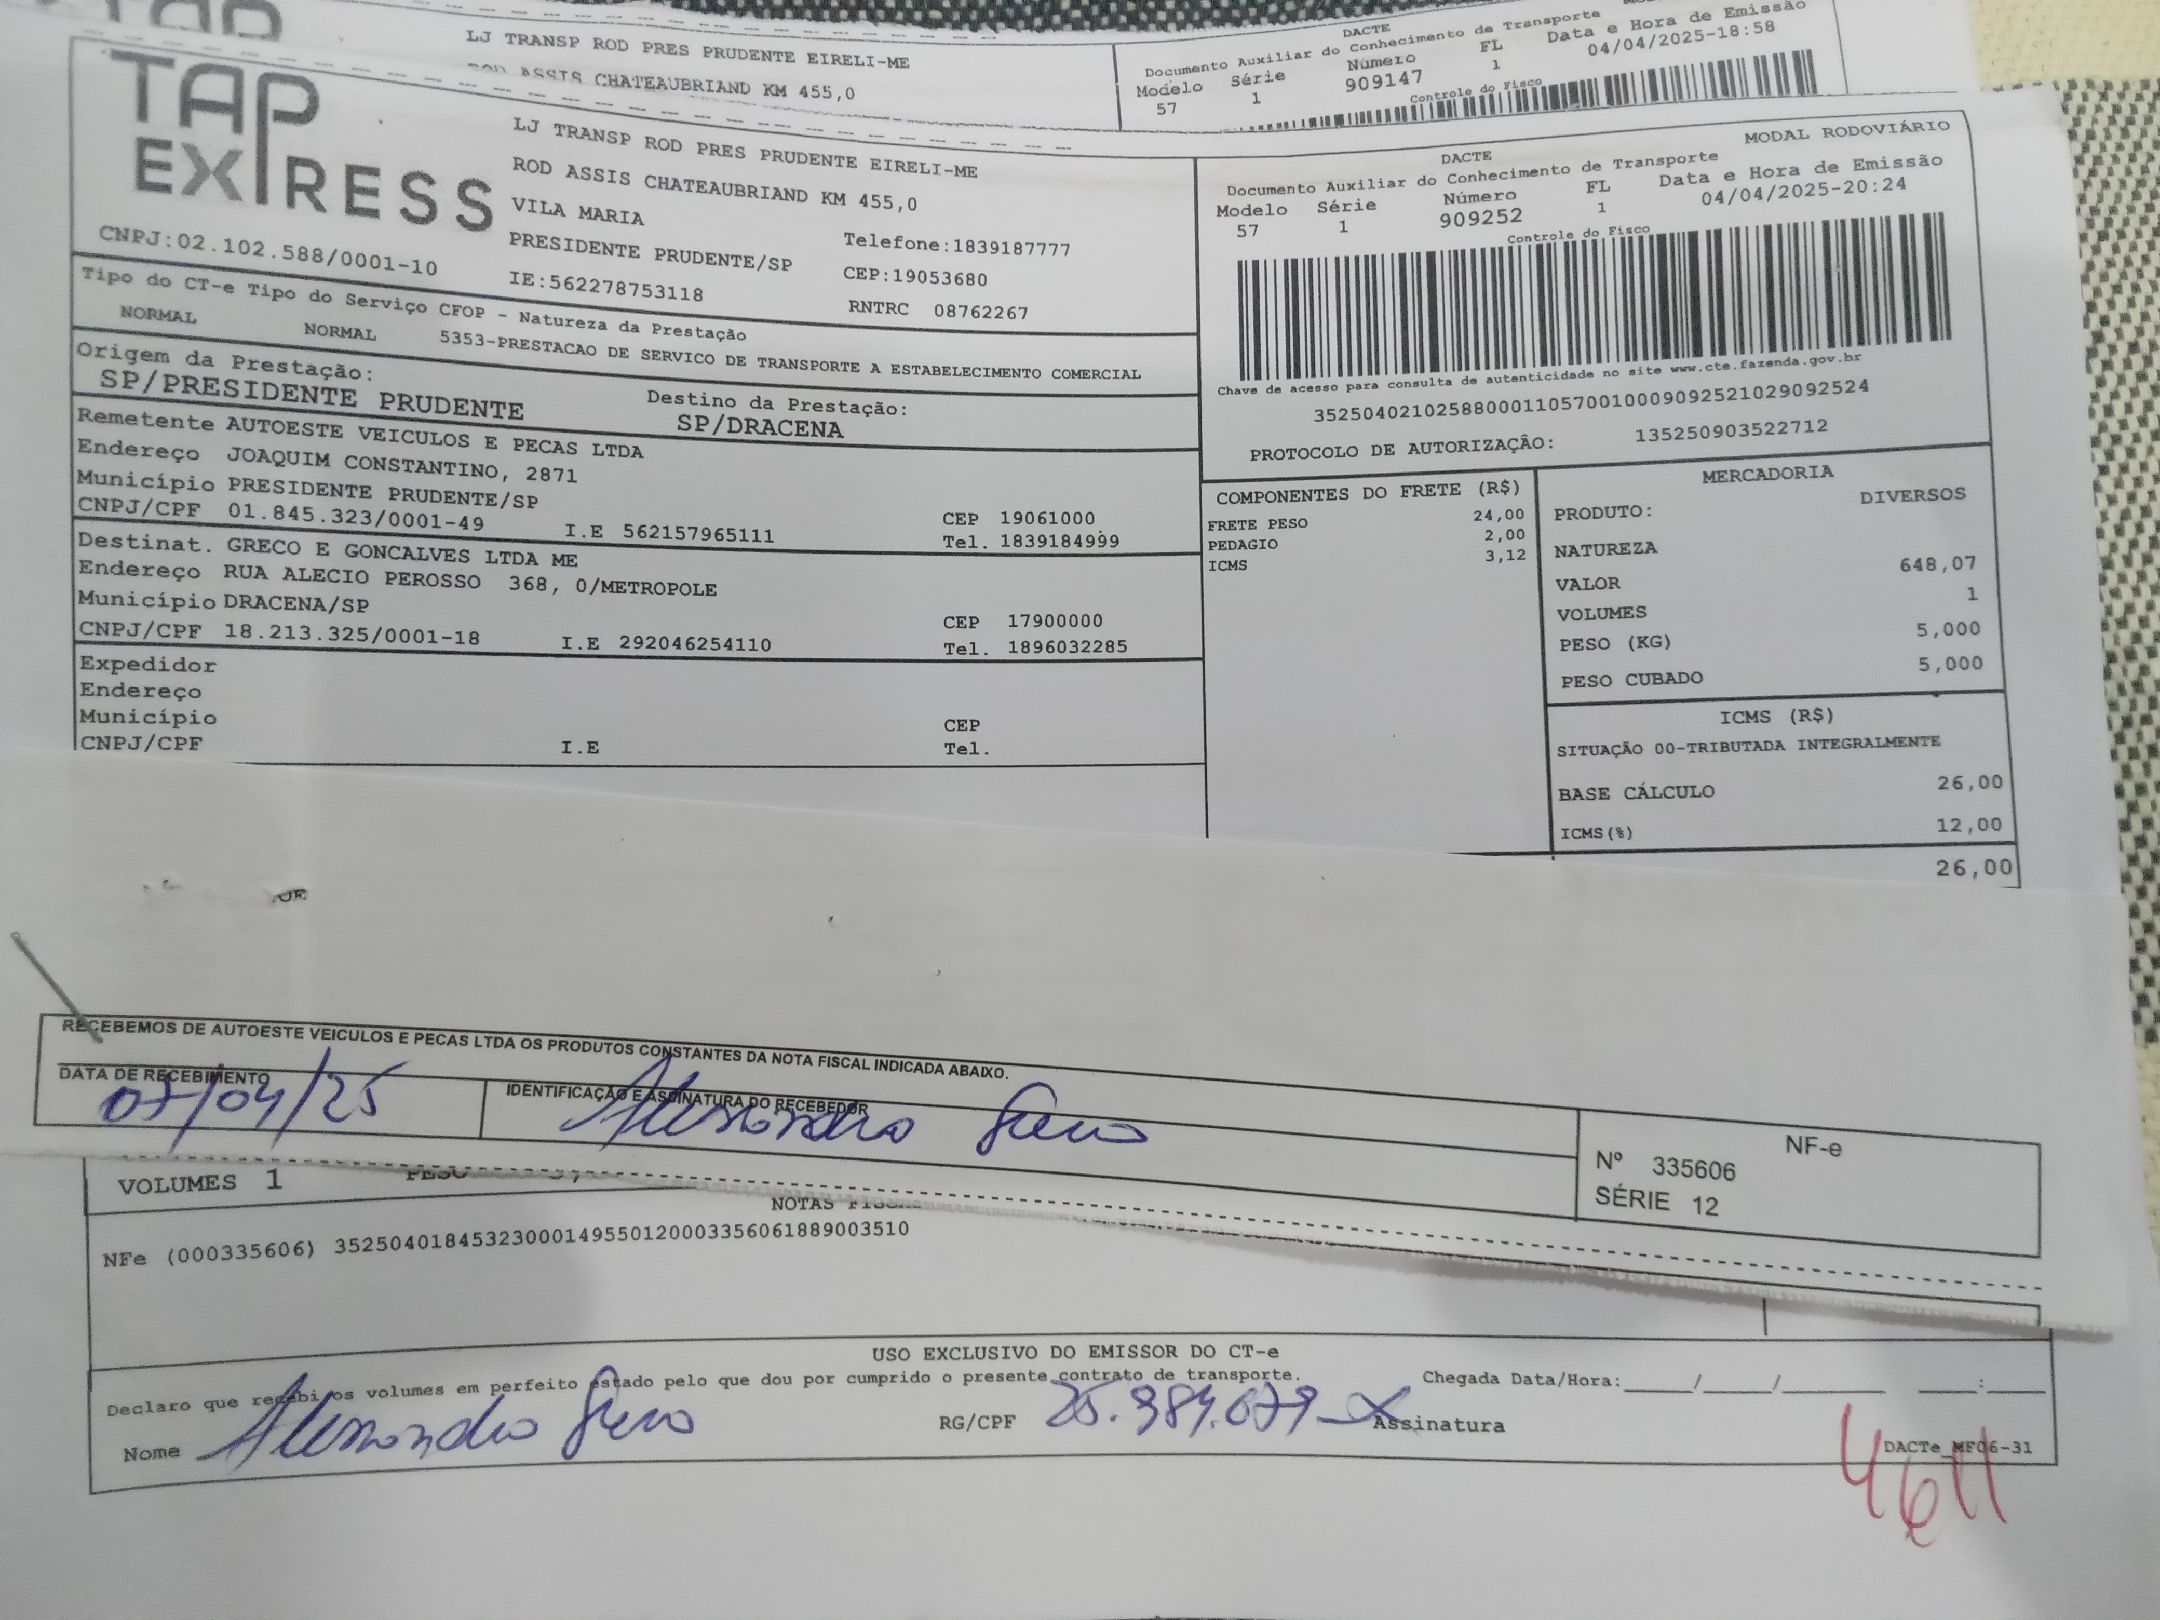 LJ TRANSP ROD PRES PRUDENTE EIRELI-ME
ROD ASSIS CHATEAUBRIAND KM 455,0
DACTE
Documento Auxiliar do Conhecimento de Transporte
Modelo Série Número FL Data e Hora de Emissão
57 1 909147 1 04/04/2025-18:58
Controle do Fisco
TAP EXPRESS
CNPJ:02.102.588/0001-10
LJ TRANSP ROD PRES PRUDENTE EIRELI-ME
ROD ASSIS CHATEAUBRIAND KM 455,0
VILA MARIA
PRESIDENTE PRUDENTE/SP Telefone:1839187777
IE:562278753118 CEP:19053680
RNTRC 08762267
Tipo do CT-e Tipo do Serviço CFOP - Natureza da Prestação
NORMAL NORMAL 5353-PRESTACAO DE SERVICO DE TRANSPORTE A ESTABELECIMENTO COMERCIAL
Origem da Prestação: Destino da Prestação:
SP/PRESIDENTE PRUDENTE SP/DRACENA
Remetente AUTOESTE VEICULOS E PECAS LTDA
Endereço JOAQUIM CONSTANTINO, 2871
Município PRESIDENTE PRUDENTE/SP CEP 19061000
CNPJ/CPF 01.845.323/0001-49 I.E 562157965111 Tel. 1839184999
Destinat. GRECO E GONCALVES LTDA ME
Endereço RUA ALECIO PEROSSO 368, 0/METROPOLE
Município DRACENA/SP CEP 17900000
CNPJ/CPF 18.213.325/0001-18 I.E 292046254110 Tel. 1896032285
Expedidor
Endereço
Município CEP
CNPJ/CPF I.E Tel.
MODAL RODOVIÁRIO
DACTE
Documento Auxiliar do Conhecimento de Transporte
Modelo Série Número FL Data e Hora de Emissão
57 1 909252 1 04/04/2025-20:24
Controle do Fisco
Chave de acesso para consulta de autenticidade no site www.cte.fazenda.gov.br
35250402102588000110570010009092521029092524
PROTOCOLO DE AUTORIZAÇÃO: 135250903522712
COMPONENTES DO FRETE (R$)
FRETE PESO 24,00
PEDAGIO 2,00
ICMS 3,12
MERCADORIA
PRODUTO: DIVERSOS
NATUREZA
VALOR 648,07
VOLUMES 1
PESO (KG) 5,000
PESO CUBADO 5,000
ICMS (R$)
SITUAÇÃO 00-TRIBUTADA INTEGRALMENTE
BASE CÁLCULO 26,00
ICMS(%) 12,00
26,00
RECEBEMOS DE AUTOESTE VEICULOS E PECAS LTDA OS PRODUTOS CONSTANTES DA NOTA FISCAL INDICADA ABAIXO.
DATA DE RECEBIMENTO IDENTIFICAÇÃO E ASSINATURA DO RECEBEDOR
07/04/25 Alessandro Greco
NF-e
Nº 335606
SÉRIE 12
VOLUMES 1 PESO
NOTAS
NFe (000335606) 35250401845323000149550120003356061889003510
USO EXCLUSIVO DO EMISSOR DO CT-e
Declaro que recebi os volumes em perfeito estado pelo que dou por cumprido o presente contrato de transporte. Chegada Data/Hora:____/____/______ ___:___
Nome Alessandro Greco RG/CPF 25.984.079-X Assinatura
DACTe_MF06-31
4611